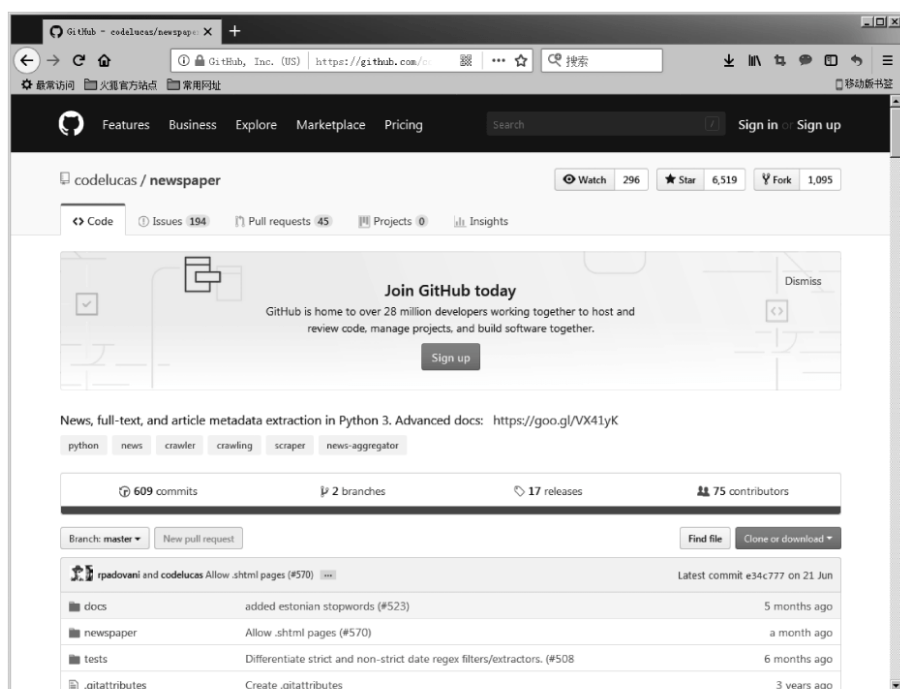 GitHub - codelucas/newspape
GitHub, Inc. (US) https://github.com/c 搜索
最常访问 火狐官方站点 常用网址 移动版书签
Features Business Explore Marketplace Pricing Search / Sign in or Sign up
codelucas / newspaper Watch 296 Star 6,519 Fork 1,095
Code Issues 194 Pull requests 45 Projects 0 Insights
Join GitHub today
Dismiss
GitHub is home to over 28 million developers working together to host and
review code, manage projects, and build software together.
Sign up
News, full-text, and article metadata extraction in Python 3. Advanced docs: https://goo.gl/VX41yK
python news crawler crawling scraper news-aggregator
609 commits 2 branches 17 releases 75 contributors
Branch: master New pull request Find file Clone or download
rpadovani and codelucas Allow .shtml pages (#570) ... Latest commit e34c777 on 21 Jun
docs added estonian stopwords (#523) 5 months ago
newspaper Allow .shtml pages (#570) a month ago
tests Differentiate strict and non-strict date regex filters/extractors. (#508 6 months ago
.gitattributes Create .gitattributes 3 years ago